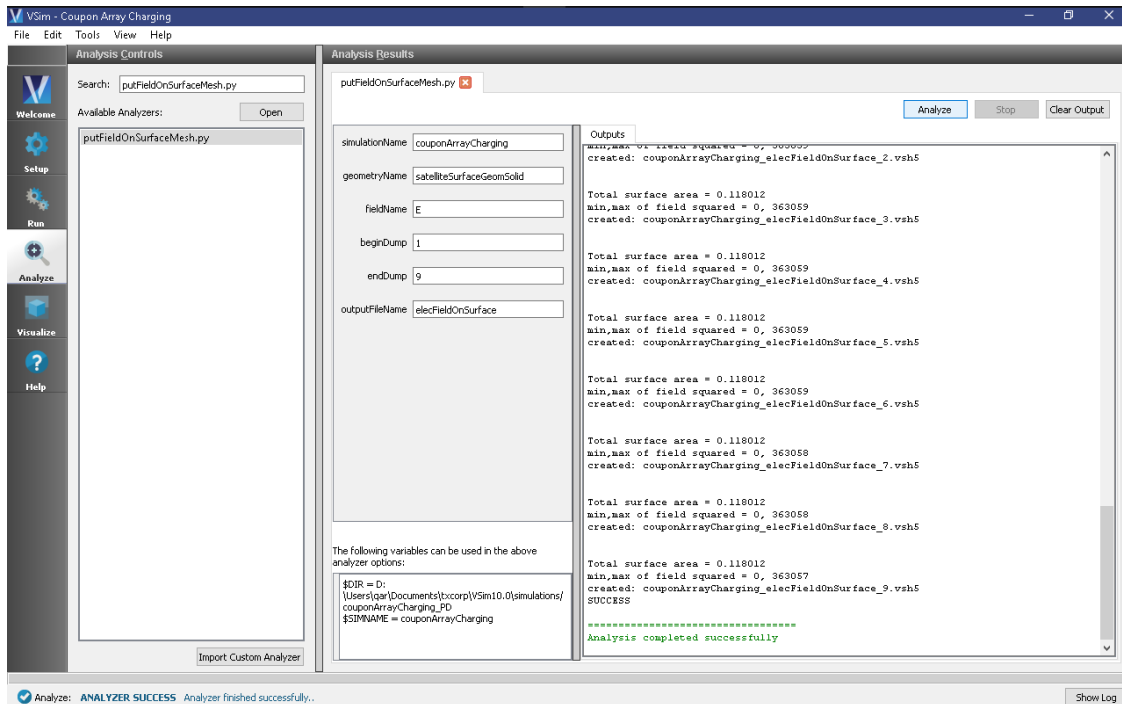 VSim - Coupon Array Charging
File Edit Tools View Help
Analysis Controls
Search: putFieldOnSurfaceMesh.py
Available Analyzers:
Open
putFieldOnSurfaceMesh.py
Import Custom Analyzer
Welcome
Setup
Run
Analyze
Visualize
Help
Analysis Results
putFieldOnSurfaceMesh.py
Analyze
Stop
Clear Output
simulationName couponArrayCharging
geometryName satelliteSurfaceGeomSolid
fieldName E
beginDump 1
endDump 9
outputFileName elecFieldOnSurface
The following variables can be used in the above
analyzer options:
$DIR = D:
\Users\qar\Documents\txcorp\VSim10.0\simulations/
couponArrayCharging_PD
$SIMNAME = couponArrayCharging
Outputs
min,max of field squared = 0, 363059
created: couponArrayCharging_elecFieldOnSurface_2.vsh5
Total surface area = 0.118012
min,max of field squared = 0, 363059
created: couponArrayCharging_elecFieldOnSurface_3.vsh5
Total surface area = 0.118012
min,max of field squared = 0, 363059
created: couponArrayCharging_elecFieldOnSurface_4.vsh5
Total surface area = 0.118012
min,max of field squared = 0, 363059
created: couponArrayCharging_elecFieldOnSurface_5.vsh5
Total surface area = 0.118012
min,max of field squared = 0, 363059
created: couponArrayCharging_elecFieldOnSurface_6.vsh5
Total surface area = 0.118012
min,max of field squared = 0, 363058
created: couponArrayCharging_elecFieldOnSurface_7.vsh5
Total surface area = 0.118012
min,max of field squared = 0, 363058
created: couponArrayCharging_elecFieldOnSurface_8.vsh5
Total surface area = 0.118012
min,max of field squared = 0, 363057
created: couponArrayCharging_elecFieldOnSurface_9.vsh5
SUCCESS
==================================
Analysis completed successfully
Analyze: ANALYZER SUCCESS Analyzer finished successfully..
Show Log